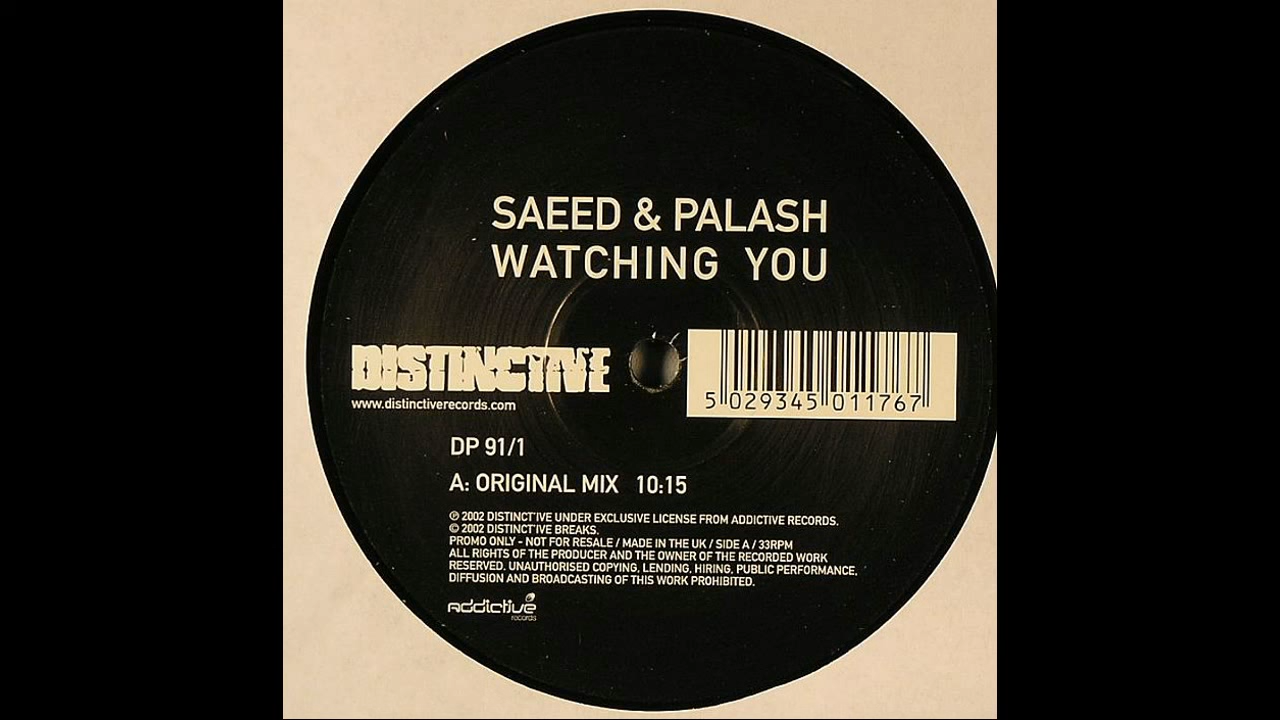 SAEED & PALASH
WATCHING YOU
DISTINCT'IVE
www.distinctiverecords.com
5 029345 011767
DP 91/1
A: ORIGINAL MIX 10:15
℗ 2002 DISTINCT'IVE UNDER EXCLUSIVE LICENSE FROM ADDICTIVE RECORDS.
© 2002 DISTINCT'IVE BREAKS.
PROMO ONLY - NOT FOR RESALE / MADE IN THE UK / SIDE A / 33RPM
ALL RIGHTS OF THE PRODUCER AND THE OWNER OF THE RECORDED WORK
RESERVED. UNAUTHORISED COPYING, LENDING, HIRING, PUBLIC PERFORMANCE,
DIFFUSION AND BROADCASTING OF THIS WORK PROHIBITED.
Addictive
records